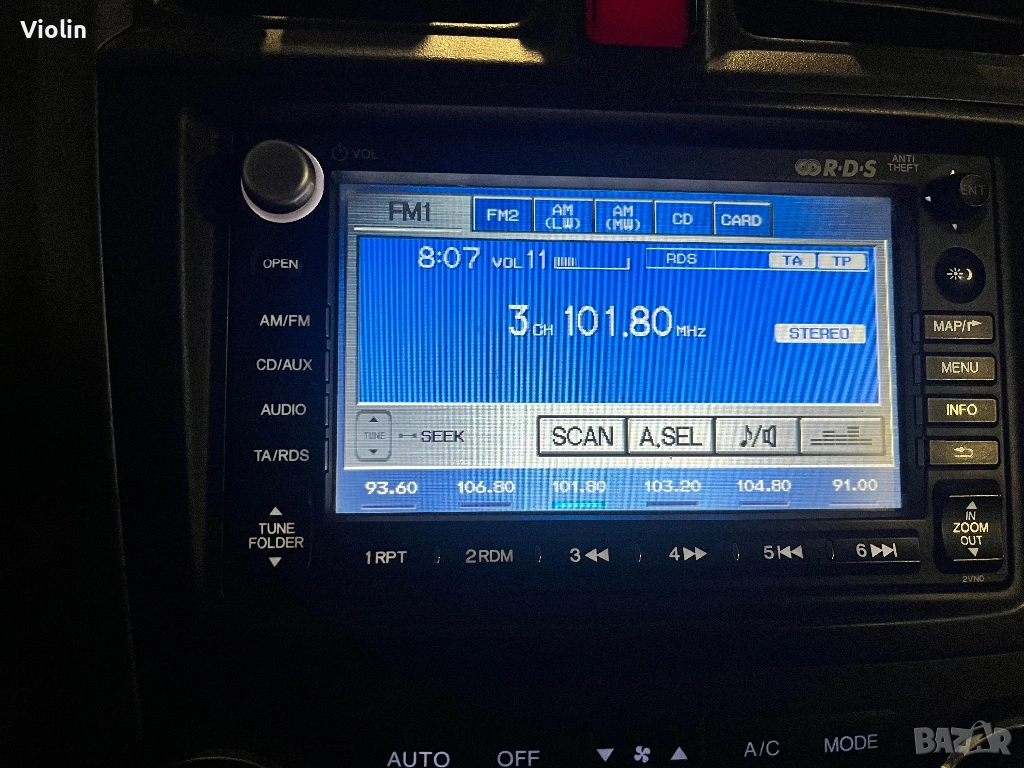 Violin
VOL
R·D·S ANTI THEFT
ENT
FM1 FM2 AM (LW) AM (MW) CD CARD
OPEN
8:07 VOL 11 RDS TA TP
AM/FM
3 CH 101.80 MHz STEREO
MAP/
CD/AUX
MENU
AUDIO
INFO
TUNE SEEK SCAN A.SEL
TA/RDS
93.60 106.80 101.80 103.20 104.80 91.00
TUNE FOLDER
IN ZOOM OUT
1 RPT 2 RDM 3 4 5 6
2VN0
AUTO OFF A/C MODE
BAZAR